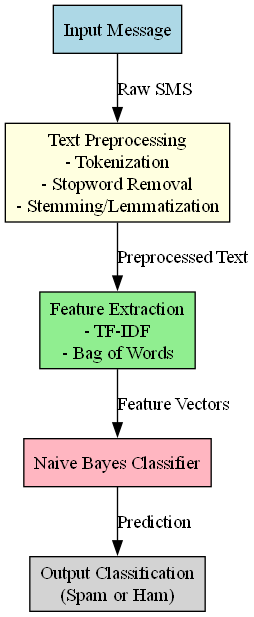 Input Message
Raw SMS
Text Preprocessing
- Tokenization
- Stopword Removal
- Stemming/Lemmatization
Preprocessed Text
Feature Extraction
- TF-IDF
- Bag of Words
Feature Vectors
Naive Bayes Classifier
Prediction
Output Classification
(Spam or Ham)